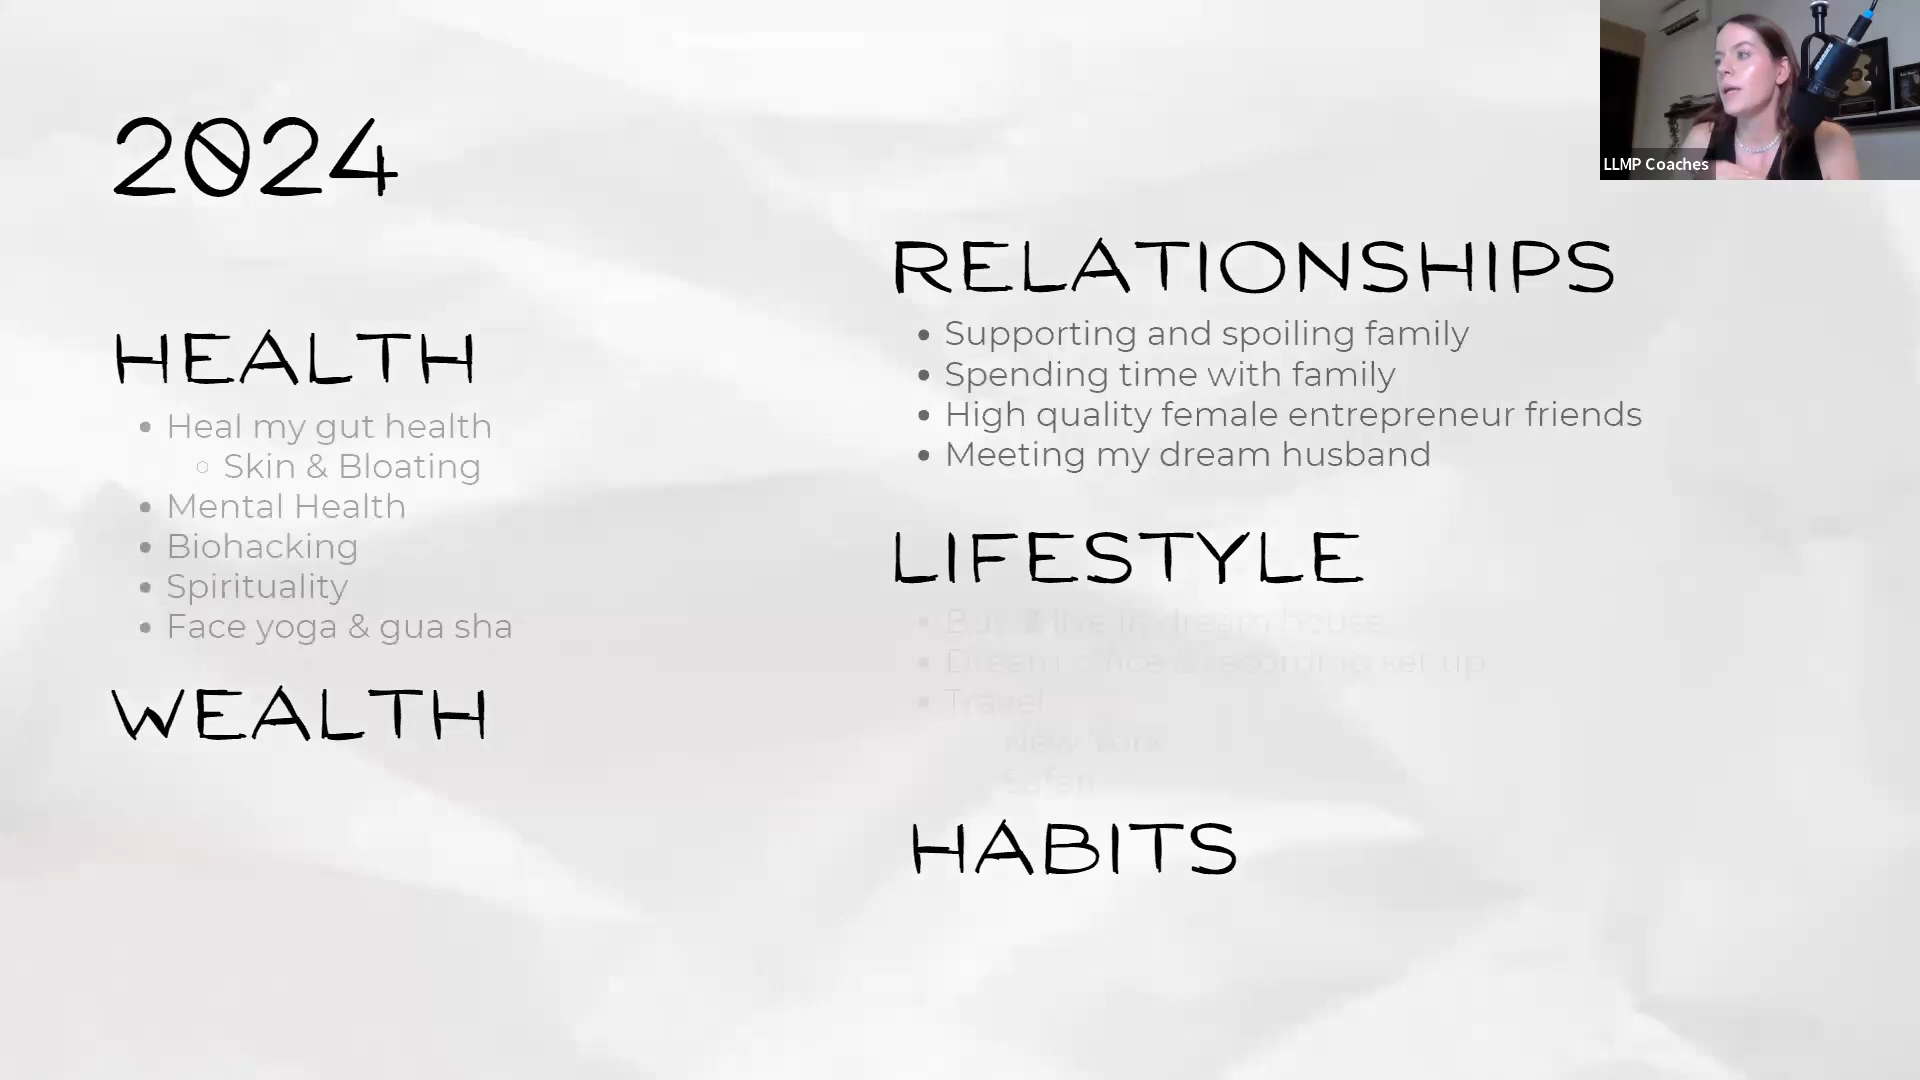 2024
HEALTH
• Heal my gut health
○ Skin & Bloating
• Mental Health
• Biohacking
• Spirituality
• Face yoga & gua sha
WEALTH
RELATIONSHIPS
• Supporting and spoiling family
• Spending time with family
• High quality female entrepreneur friends
• Meeting my dream husband
LIFESTYLE
• Buy & live in dream house
• Dream office & recording set up
• Travel
New York
Safari
HABITS
LLMP Coaches